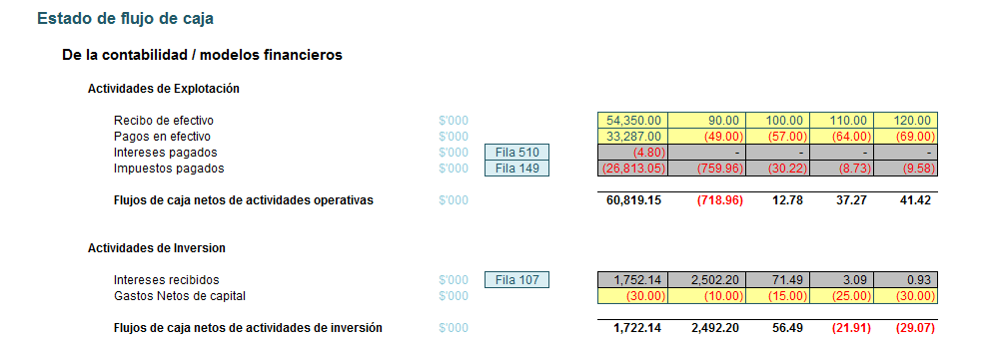 Estado de flujo de caja
De la contabilidad / modelos financieros
Actividades de Explotación
Recibo de efectivo $'000 54,350.00 90.00 100.00 110.00 120.00
Pagos en efectivo $'000 33,287.00 (49.00) (57.00) (64.00) (69.00)
Intereses pagados $'000 Fila 510 (4.80) - - - -
Impuestos pagados $'000 Fila 149 (26,813.05) (759.96) (30.22) (8.73) (9.58)
Flujos de caja netos de actividades operativas $'000 60,819.15 (718.96) 12.78 37.27 41.42
Actividades de Inversion
Intereses recibidos $'000 Fila 107 1,752.14 2,502.20 71.49 3.09 0.93
Gastos Netos de capital $'000 (30.00) (10.00) (15.00) (25.00) (30.00)
Flujos de caja netos de actividades de inversión $'000 1,722.14 2,492.20 56.49 (21.91) (29.07)